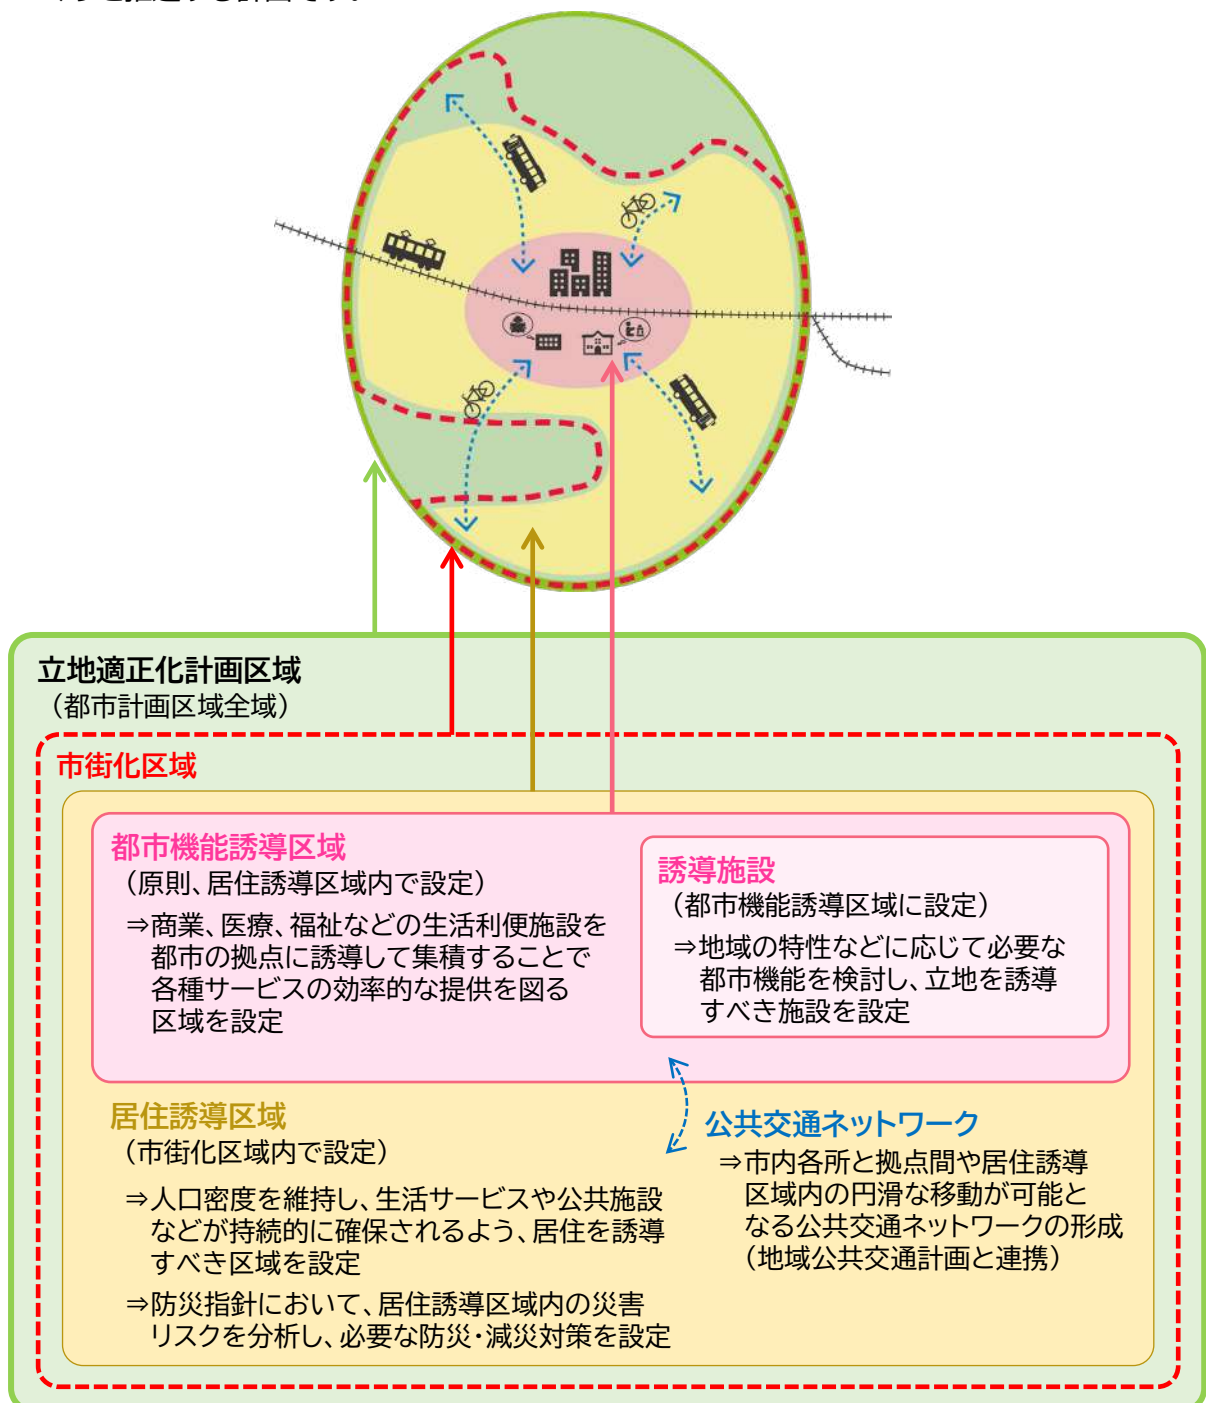 立地適正化計画区域
（都市計画区域全域）
市街化区域
都市機能誘導区域
（原則、居住誘導区域内で設定）
⇒商業、医療、福祉などの生活利便施設を
都市の拠点に誘導して集積することで
各種サービスの効率的な提供を図る
区域を設定
誘導施設
（都市機能誘導区域に設定）
⇒地域の特性などに応じて必要な
都市機能を検討し、立地を誘導
すべき施設を設定
居住誘導区域
（市街化区域内で設定）
⇒人口密度を維持し、生活サービスや公共施設
などが持続的に確保されるよう、居住を誘導
すべき区域を設定
⇒防災指針において、居住誘導区域内の災害
リスクを分析し、必要な防災・減災対策を設定
公共交通ネットワーク
⇒市内各所と拠点間や居住誘導
区域内の円滑な移動が可能と
なる公共交通ネットワークの形成
（地域公共交通計画と連携）